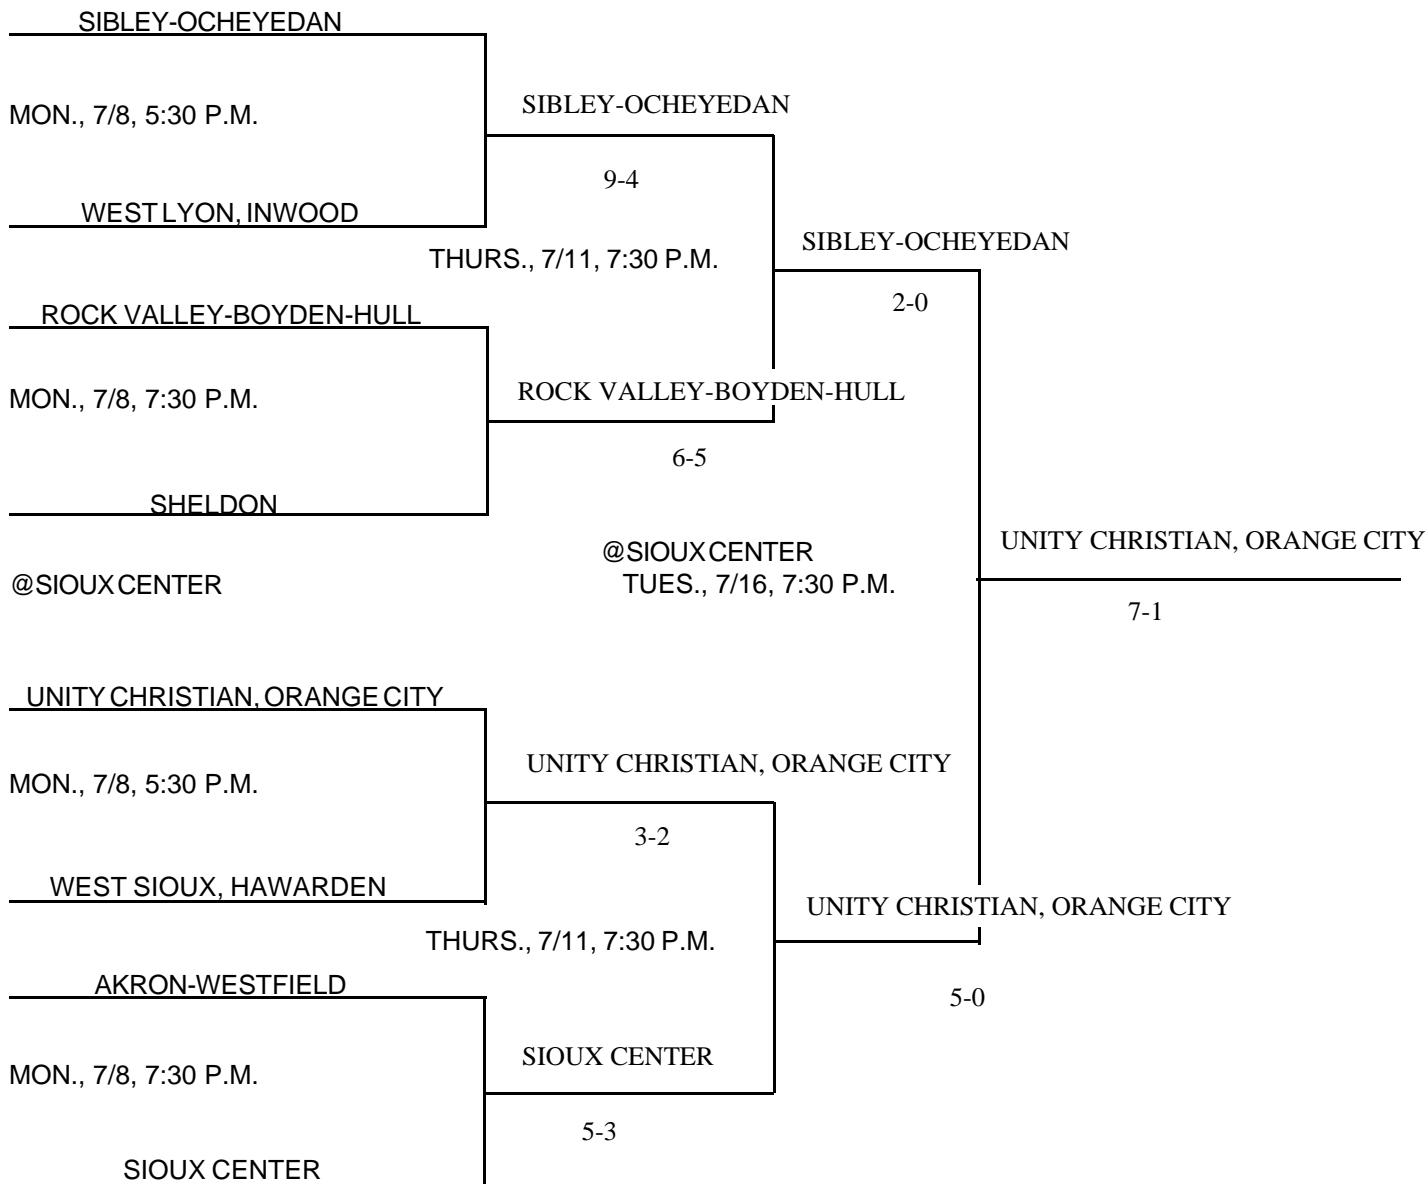 SIBLEY-OCHEYEDAN
SIBLEY-OCHEYEDAN
MON., 7/8, 5:30 P.M.
9-4
WEST LYON, INWOOD
SIBLEY-OCHEYEDAN
THURS., 7/11, 7:30 P.M.
2-0
ROCK VALLEY-BOYDEN-HULL
ROCK VALLEY-BOYDEN-HULL
MON., 7/8, 7:30 P.M.
6-5
SHELDON
UNITY CHRISTIAN, ORANGE CITY
@SIOUX CENTER
@SIOUX CENTER
TUES., 7/16, 7:30 P.M.
7-1
UNITY CHRISTIAN, ORANGE CITY
UNITY CHRISTIAN, ORANGE CITY
MON., 7/8, 5:30 P.M.
3-2
WEST SIOUX, HAWARDEN
UNITY CHRISTIAN, ORANGE CITY
THURS., 7/11, 7:30 P.M.
AKRON-WESTFIELD
5-0
SIOUX CENTER
MON., 7/8, 7:30 P.M.
5-3
SIOUX CENTER